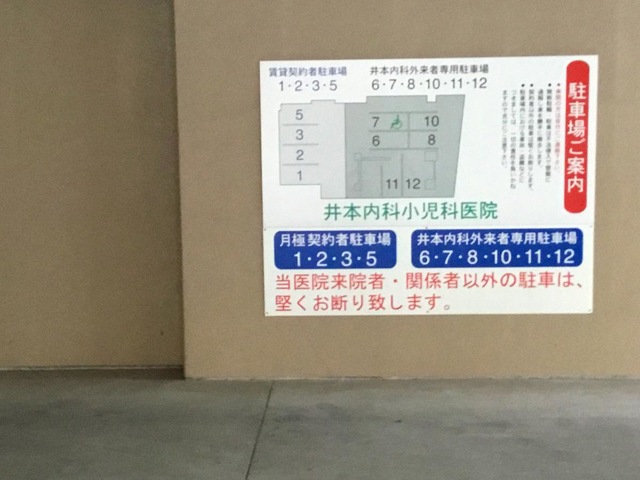 駐車場ご案内
賃貸契約者駐車場
1・2・3・5
井本内科外来者専用駐車場
6・7・8・10・11・12
5
3
2
1
7
10
6
8
11
12
井本内科小児科医院
月極契約者駐車場
1・2・3・5
井本内科外来者専用駐車場
6・7・8・10・11・12
当医院来院者・関係者以外の駐車は、
堅くお断り致します。